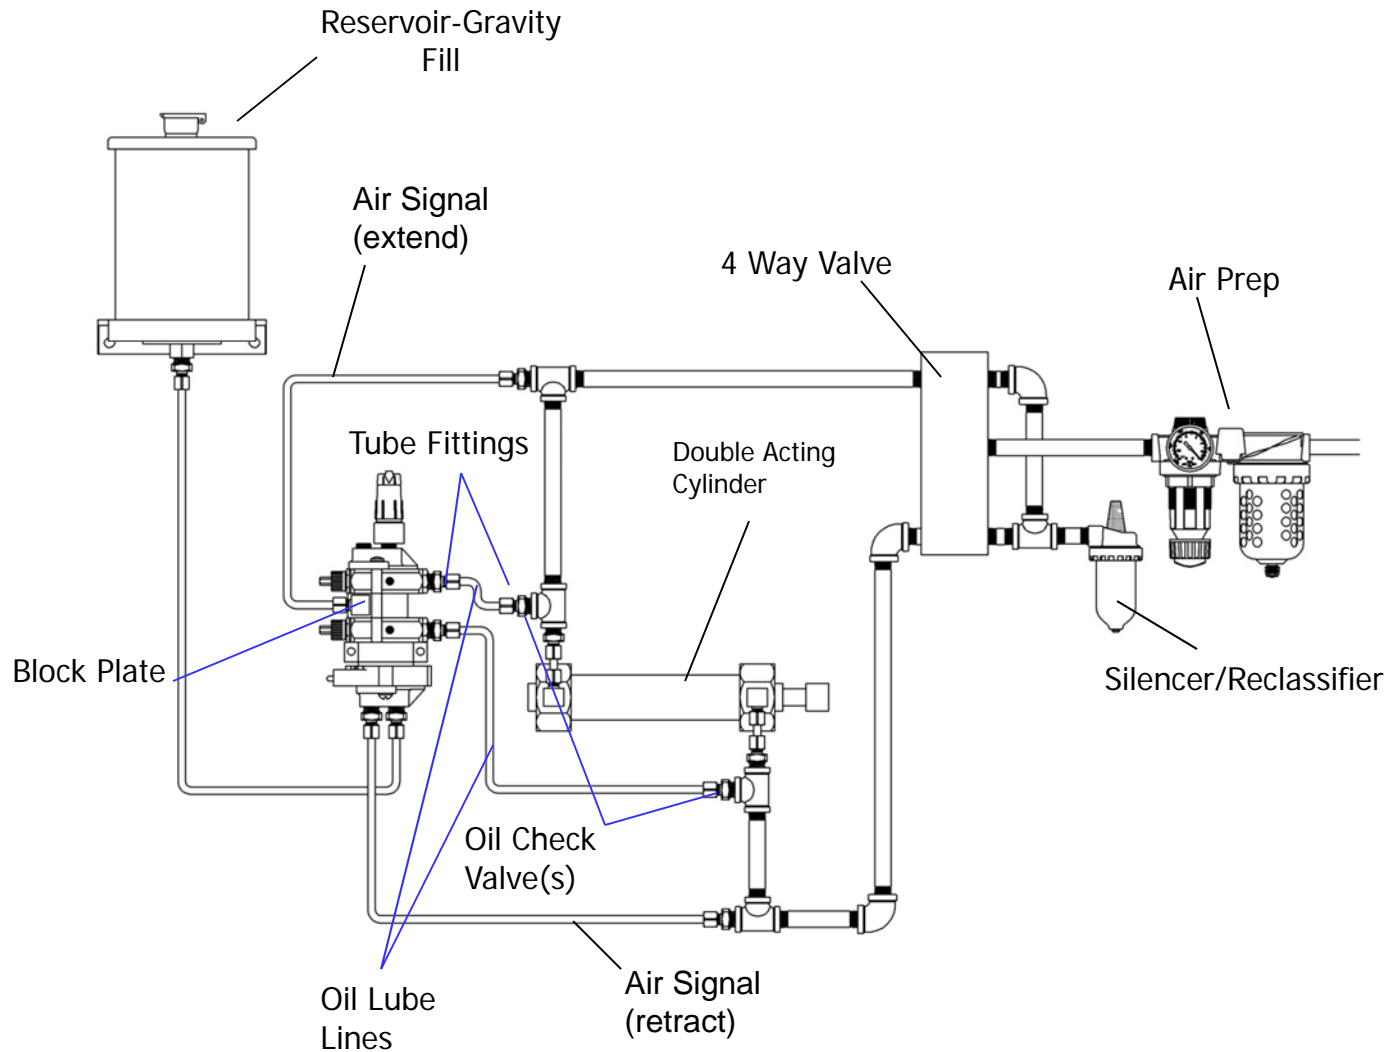 Reservoir-Gravity
Fill
Air Signal
(extend)
4 Way Valve
Air Prep
Tube Fittings
Double Acting
Cylinder
Block Plate
Silencer/Reclassifier
Oil Check
Valve(s)
Air Signal
(retract)
Oil Lube
Lines